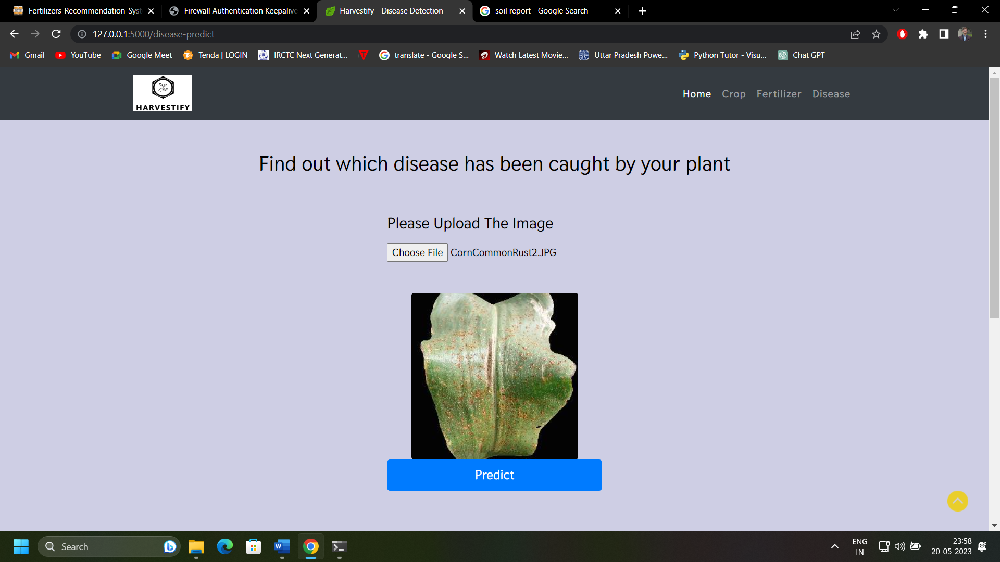 Fertilizers-Recommendation-Syst
Firewall Authentication Keepalive
Harvestify - Disease Detection
soil report - Google Search
127.0.0.1:5000/disease-predict
Gmail
YouTube
Google Meet
Tenda | LOGIN
IRCTC Next Generat...
translate - Google S...
Watch Latest Movie...
Uttar Pradesh Powe...
Python Tutor - Visu...
Chat GPT
HARVESTIFY
Home
Crop
Fertilizer
Disease
Find out which disease has been caught by your plant
Please Upload The Image
Choose File
CornCommonRust2.JPG
Predict
Search
ENG
IN
23:58
20-05-2023